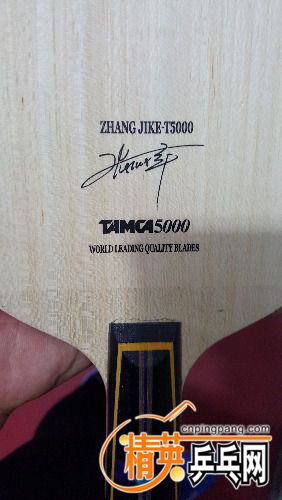 ZHANG JIKE-T5000
TAMCA5000
WORLD LEADING QUALITY BLADES
cnpingpang.com
精英乒乓网